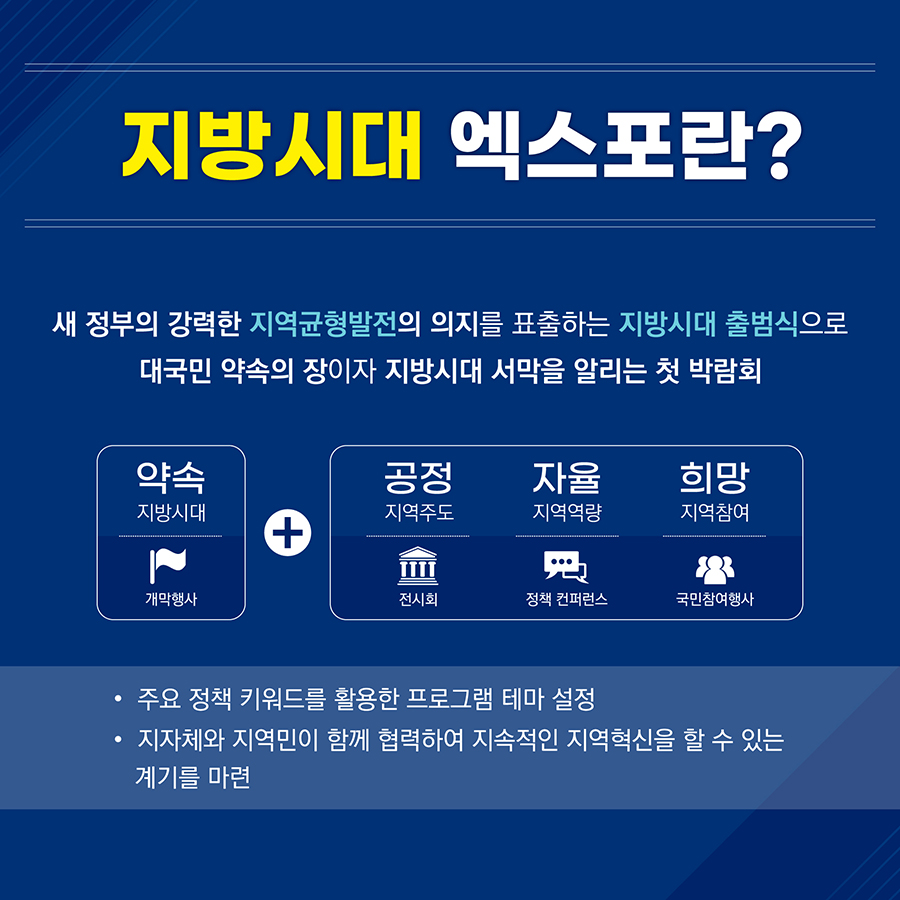 지방시대 엑스포란?
새 정부의 강력한 지역균형발전의 의지를 표출하는 지방시대 출범식으로
대국민 약속의 장이자 지방시대 서막을 알리는 첫 박람회
약속
지방시대
개막행사
공정
지역주도
전시회
자율
지역역량
정책 컨퍼런스
희망
지역참여
국민참여행사
• 주요 정책 키워드를 활용한 프로그램 테마 설정
• 지자체와 지역민이 함께 협력하여 지속적인 지역혁신을 할 수 있는
계기를 마련